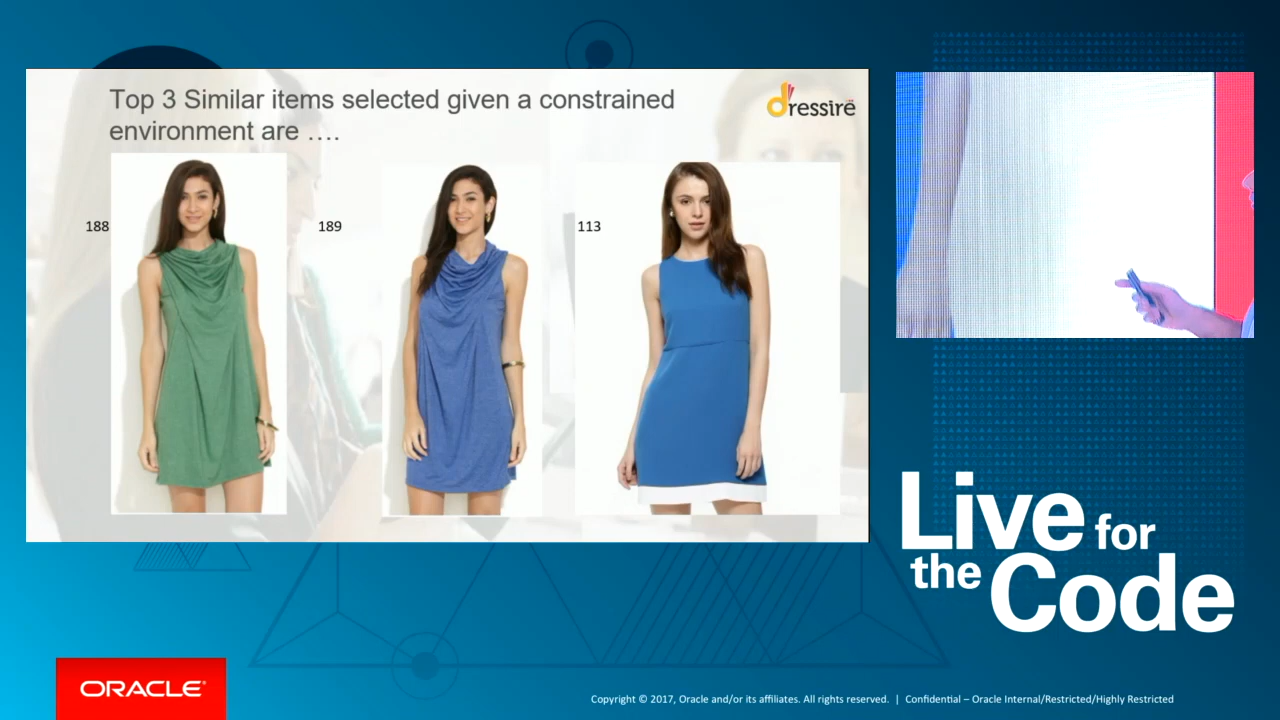 Top 3 Similar items selected given a constrained
environment are ….
dressirë
188
189
113
Live for
the Code
ORACLE®
Copyright © 2017, Oracle and/or its affiliates. All rights reserved. | Confidential – Oracle Internal/Restricted/Highly Restricted